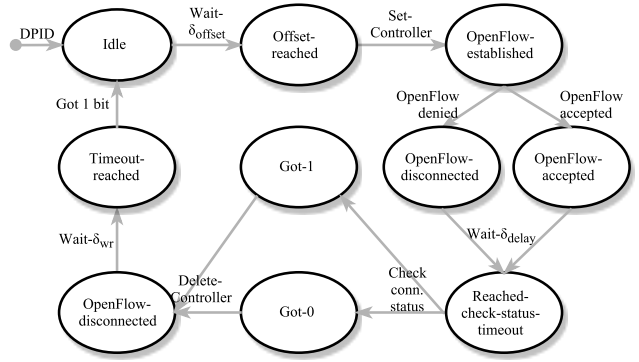 DPID
Idle
Wait-
δoffset
Offset-
reached
Set-
Controller
OpenFlow-
established
OpenFlow
denied
OpenFlow
accepted
Got 1 bit
Timeout-
reached
Got-1
OpenFlow-
disconnected
OpenFlow-
accepted
Wait-δwr
Wait-δdelay
Delete-
Controller
Check
conn.
status
OpenFlow-
disconnected
Got-0
Reached-
check-status-
timeout